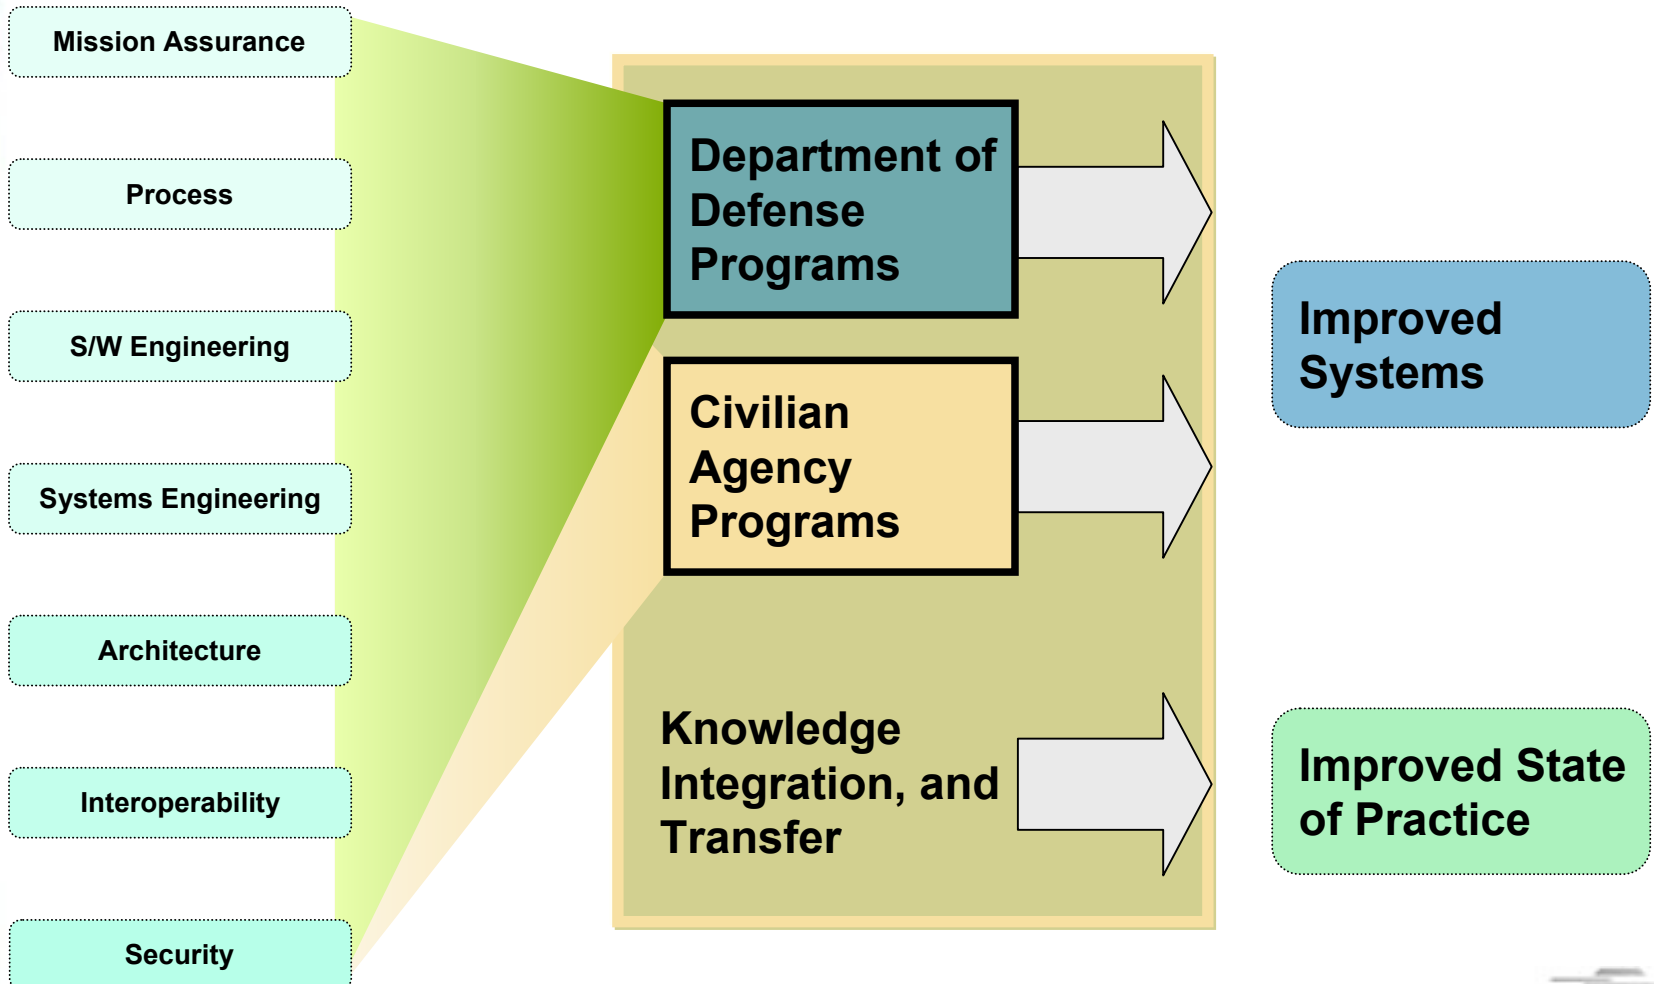 Mission Assurance
Process
S/W Engineering
Systems Engineering
Architecture
Interoperability
Security
Department of
Defense
Programs
Civilian
Agency
Programs
Knowledge
Integration, and
Transfer
Improved
Systems
Improved State
of Practice